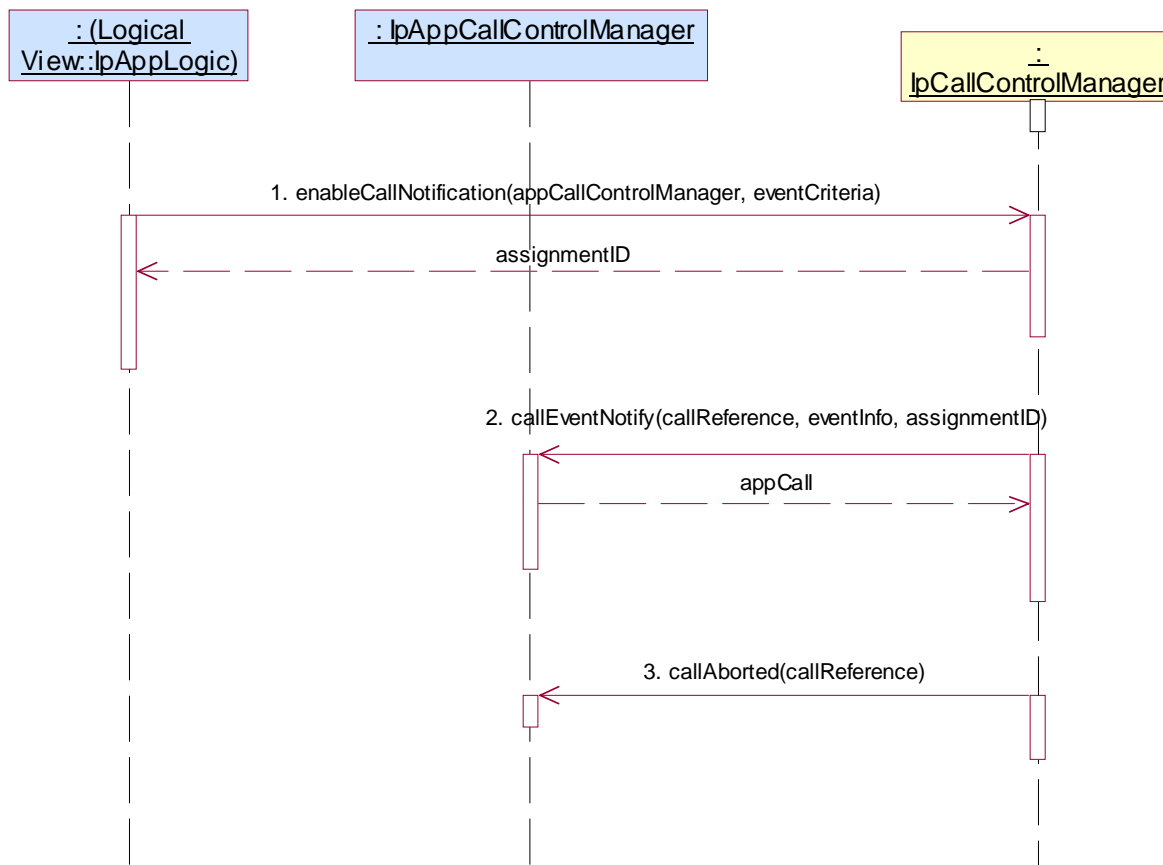 : (Logical
View::IpAppLogic)
: IpAppCallControlManager
:
IpCallControlManager
1. enableCallNotification(appCallControlManager, eventCriteria)
assignmentID
2. callEventNotify(callReference, eventInfo, assignmentID)
appCall
3. callAborted(callReference)